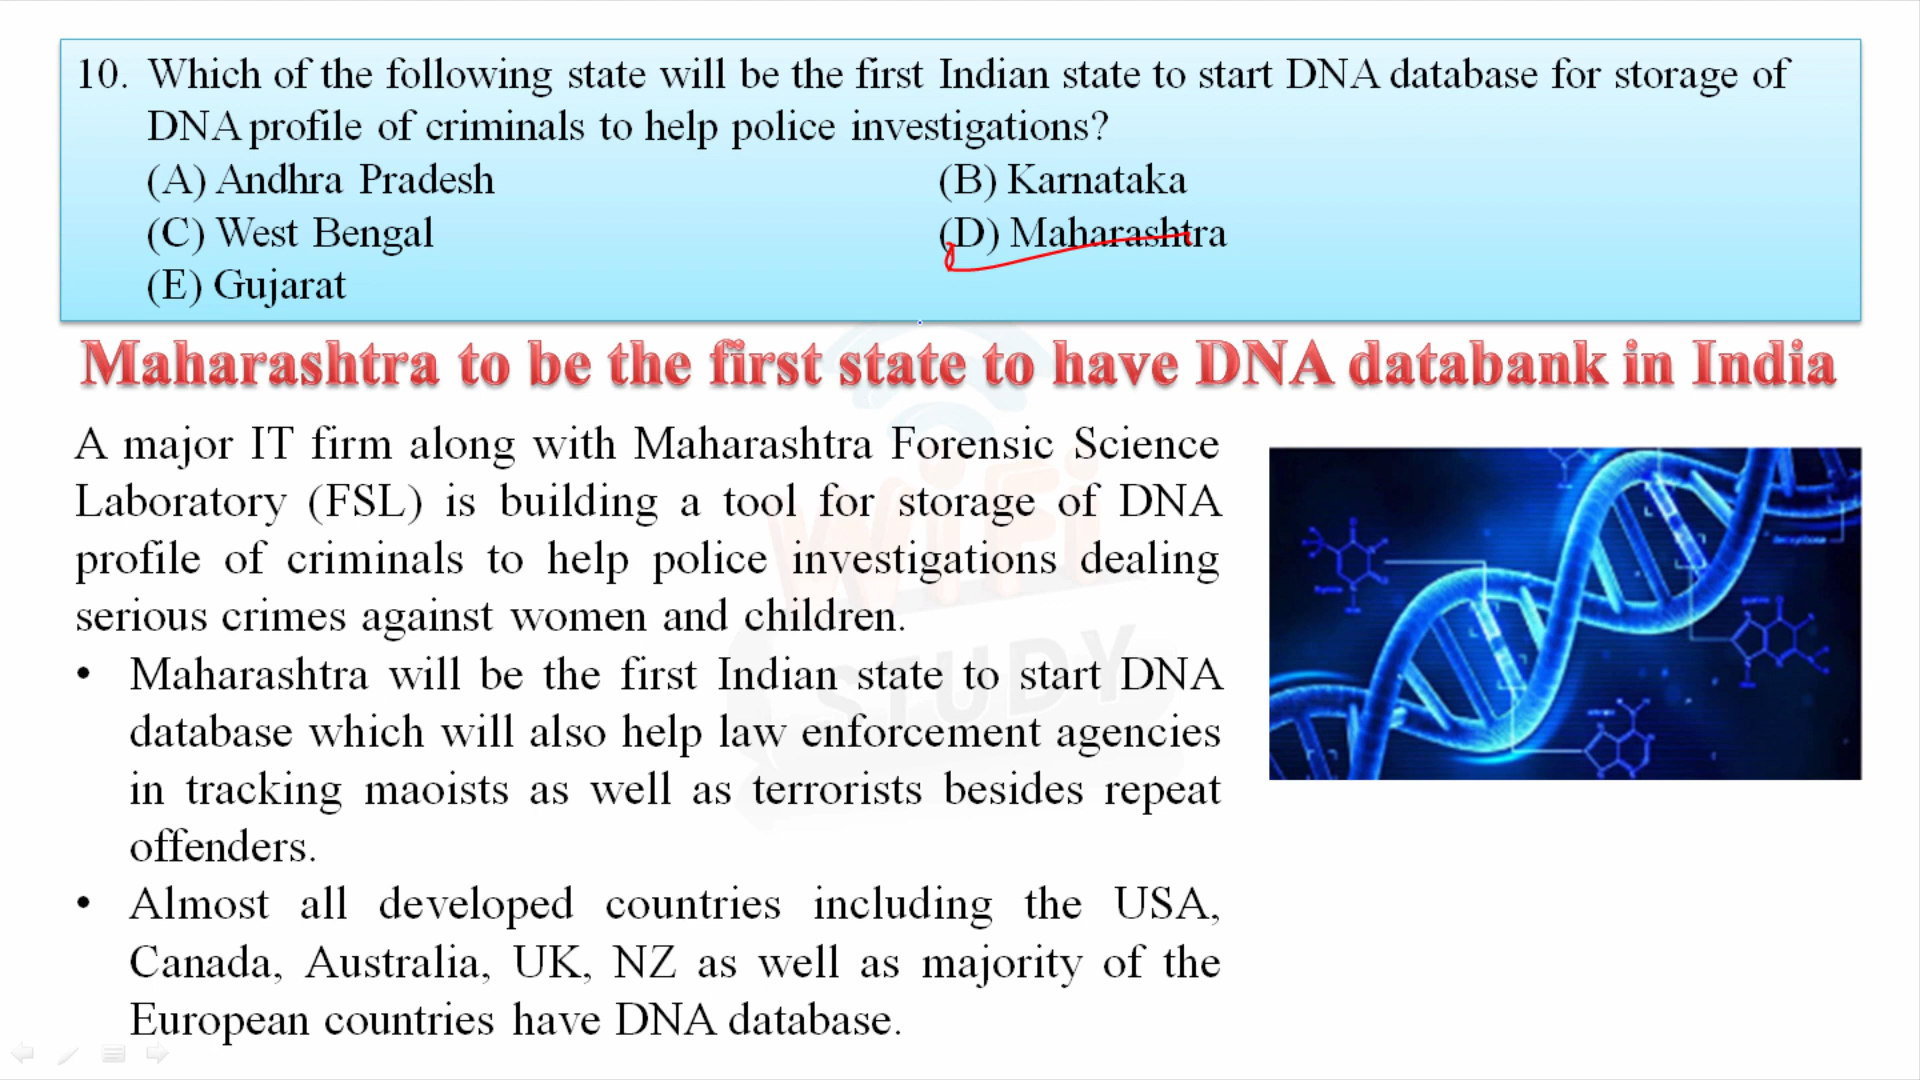 10. Which of the following state will be the first Indian state to start DNA database for storage of
DNA profile of criminals to help police investigations?
(A) Andhra Pradesh (B) Karnataka
(C) West Bengal (D) Maharashtra
(E) Gujarat
Maharashtra to be the first state to have DNA databank in India
A major IT firm along with Maharashtra Forensic Science
Laboratory (FSL) is building a tool for storage of DNA
profile of criminals to help police investigations dealing
serious crimes against women and children.
• Maharashtra will be the first Indian state to start DNA
database which will also help law enforcement agencies
in tracking maoists as well as terrorists besides repeat
offenders.
• Almost all developed countries including the USA,
Canada, Australia, UK, NZ as well as majority of the
European countries have DNA database.
WiFi
STUDY